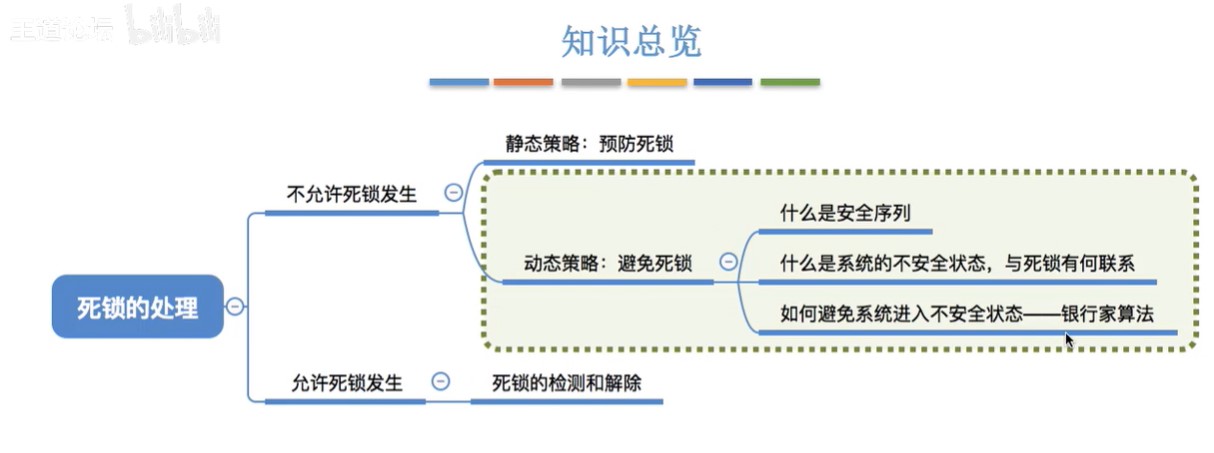 王道论坛 bilibili
知识总览
静态策略：预防死锁
不允许死锁发生
什么是安全序列
动态策略：避免死锁
什么是系统的不安全状态，与死锁有何联系
死锁的处理
如何避免系统进入不安全状态——银行家算法
允许死锁发生
死锁的检测和解除